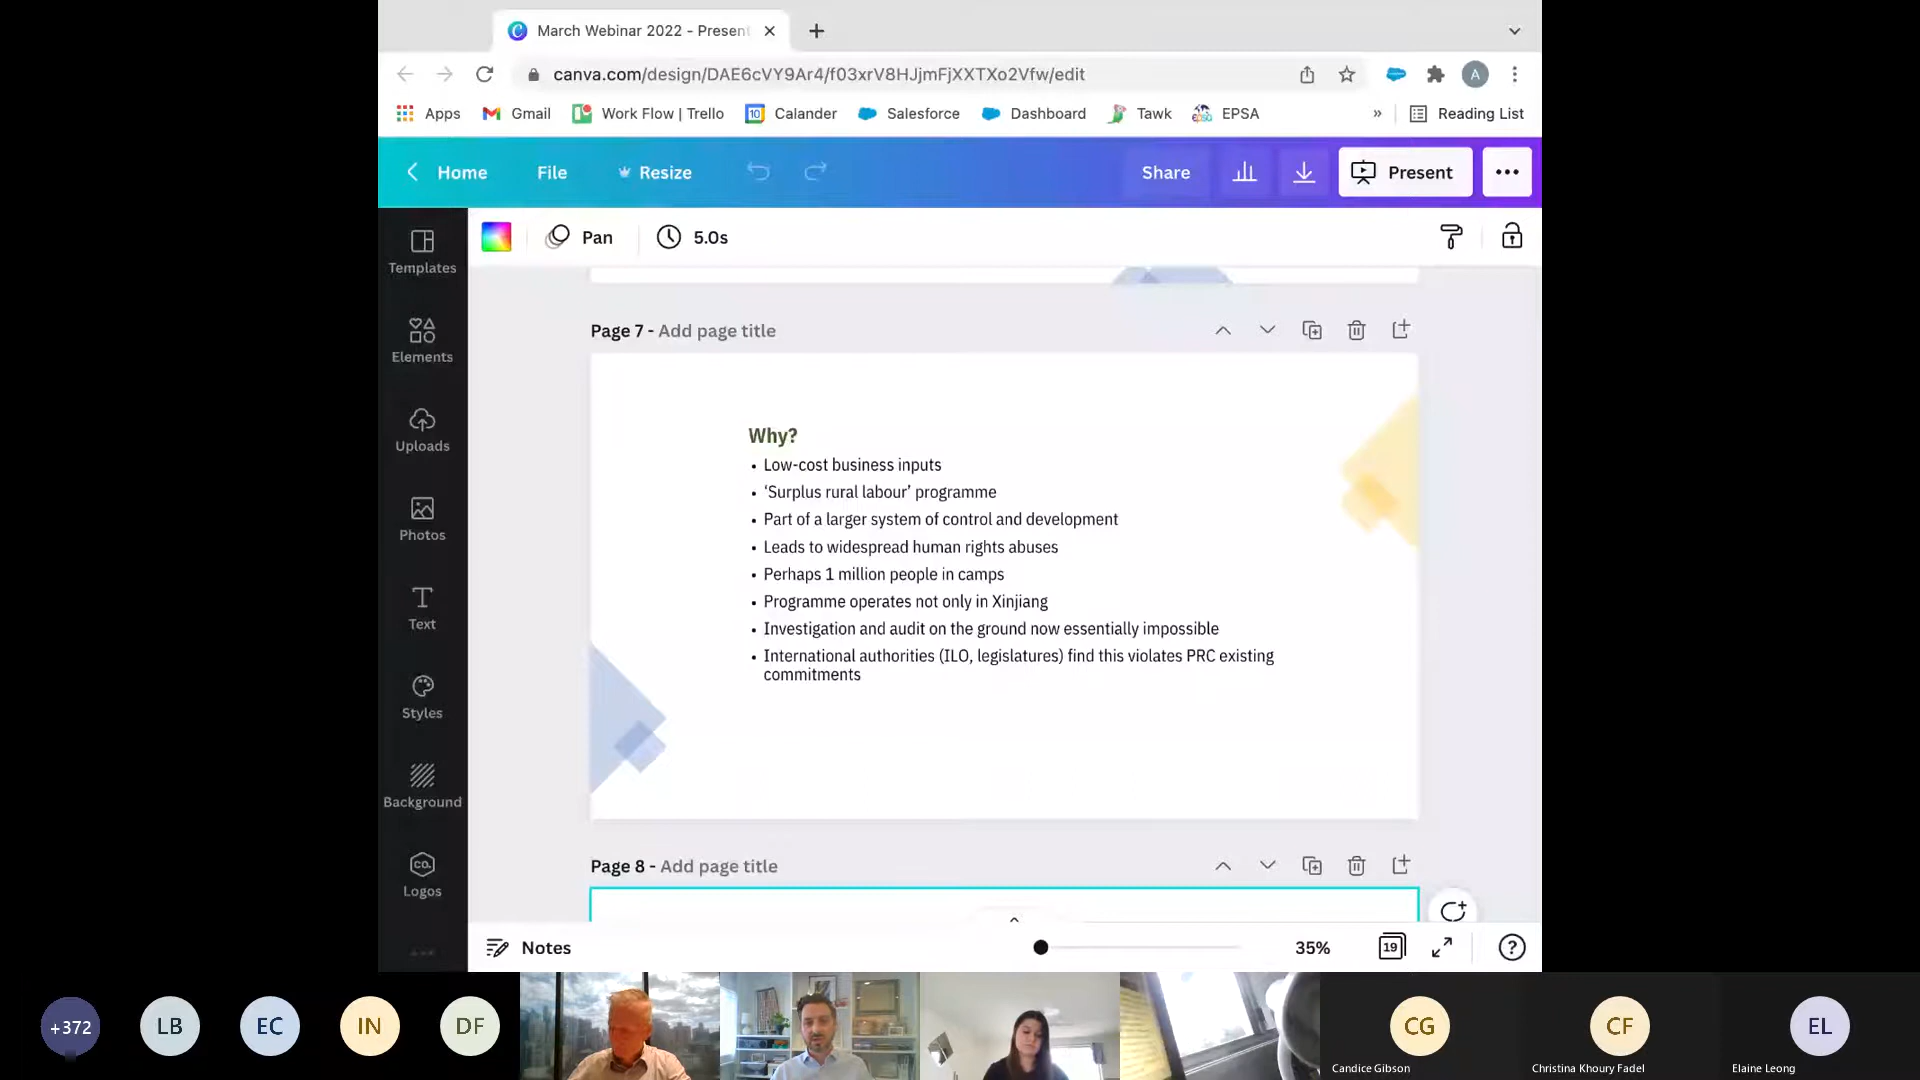 March Webinar 2022 - Present
canva.com/design/DAE6cVY9Ar4/f03xrV8HJjmFjXXTXo2Vfw/edit
A
Apps
Gmail
Work Flow | Trello
10
Calander
Salesforce
Dashboard
Tawk
EPSA
»
Reading List
Home
File
Resize
Share
Present
Pan
5.0s
Templates
Elements
Uploads
Photos
Text
Styles
Background
CO.
Logos
Page 7 - Add page title
Why?
• Low-cost business inputs
• ‘Surplus rural labour’ programme
• Part of a larger system of control and development
• Leads to widespread human rights abuses
• Perhaps 1 million people in camps
• Programme operates not only in Xinjiang
• Investigation and audit on the ground now essentially impossible
• International authorities (ILO, legislatures) find this violates PRC existing
commitments
Page 8 - Add page title
Notes
35%
19
?
+372
LB
EC
IN
DF
CG
Candice Gibson
CF
Christina Khoury Fadel
EL
Elaine Leong